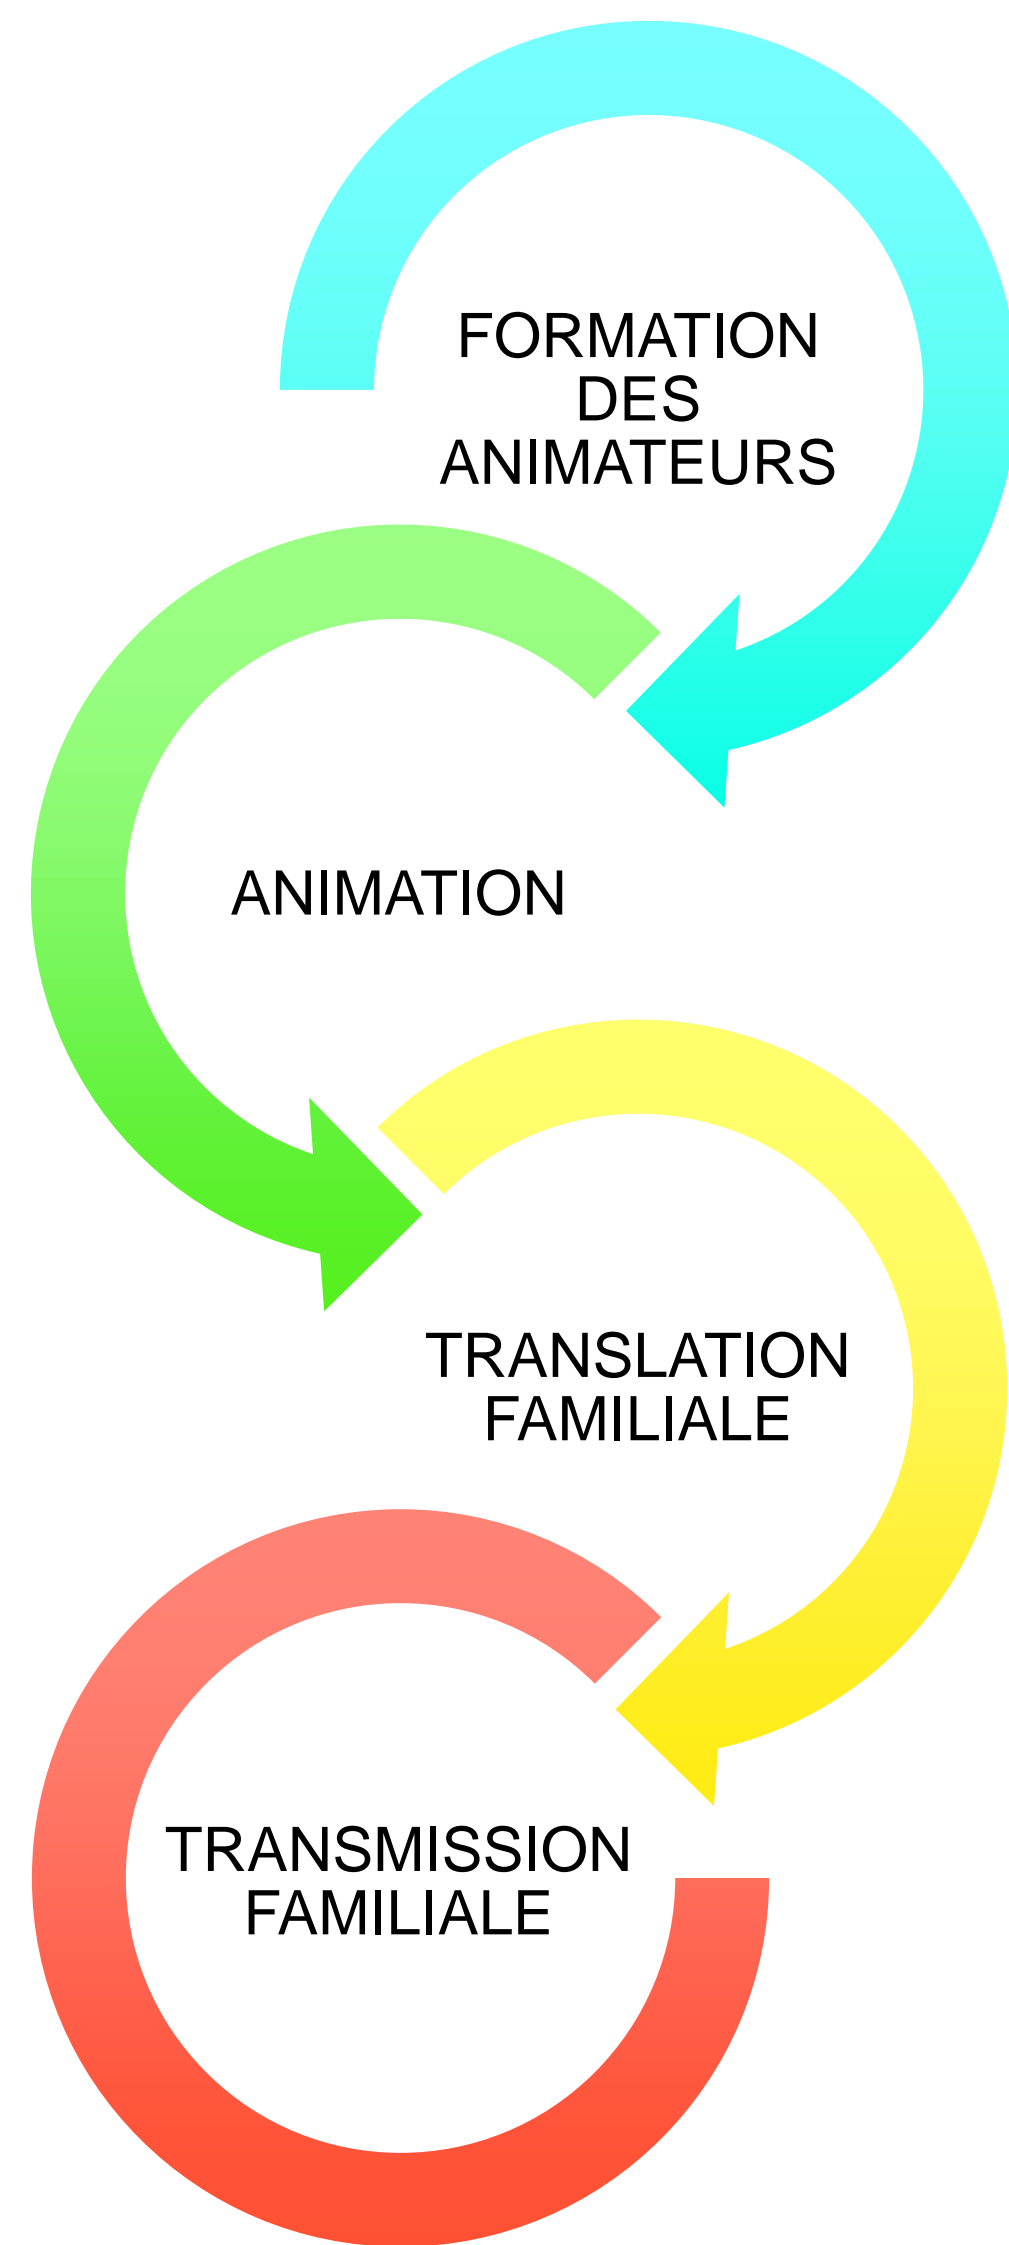 FORMATION
DES
ANIMATEURS
ANIMATION
TRANSLATION
FAMILIALE
TRANSMISSION
FAMILIALE